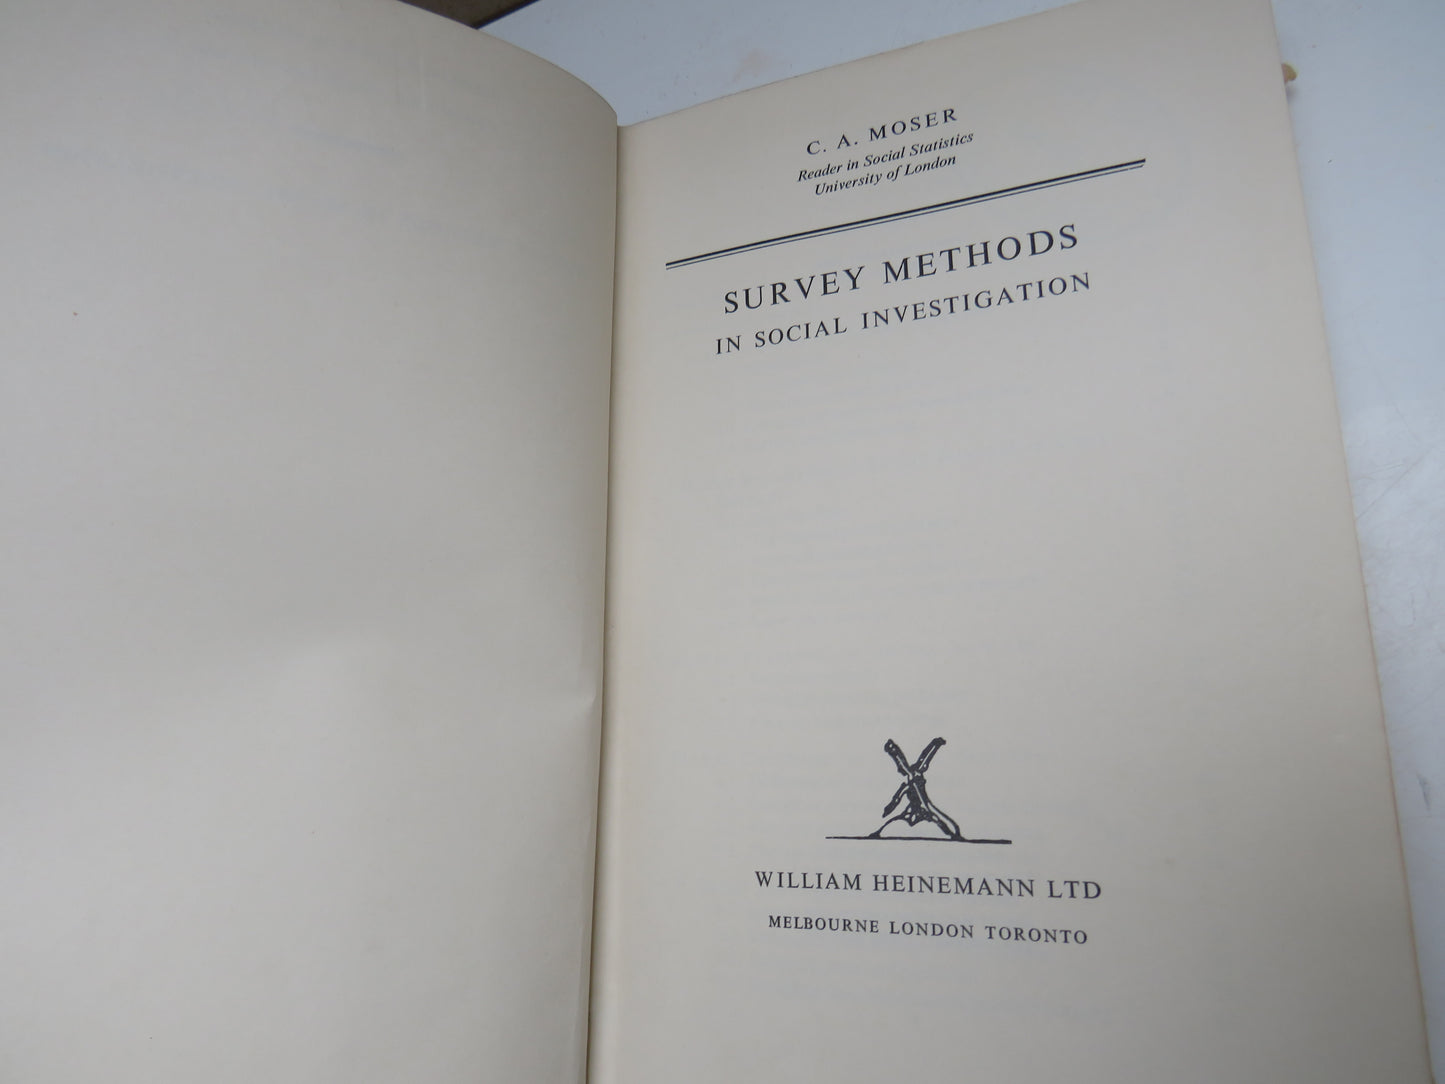 C. A. MOSER
Reader in Social Statistics
University of London
SURVEY METHODS
IN SOCIAL INVESTIGATION
WILLIAM HEINEMANN LTD
MELBOURNE LONDON TORONTO